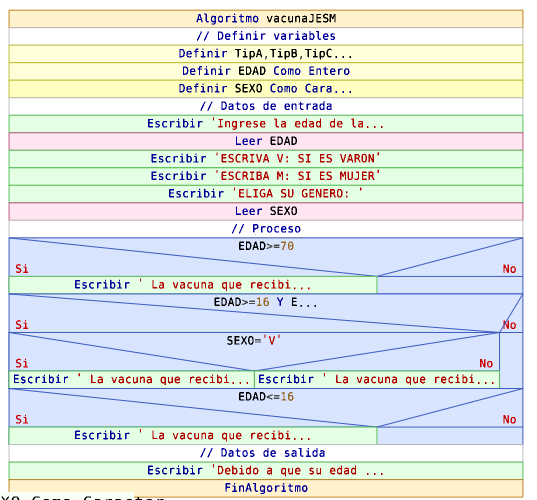 Algoritmo vacunaJESM
// Definir variables
Definir TipA,TipB,TipC...
Definir EDAD Como Entero
Definir SEXO Como Cara...
// Datos de entrada
Escribir 'Ingrese la edad de la...
Leer EDAD
Escribir 'ESCRIVA V: SI ES VARON'
Escribir 'ESCRIBA M: SI ES MUJER'
Escribir 'ELIGA SU GENERO: '
Leer SEXO
// Proceso
EDAD>=70
Si No
Escribir ' La vacuna que recibi...
EDAD>=16 Y E...
Si No
SEXO='V'
Si No
Escribir ' La vacuna que recibi... Escribir ' La vacuna que recibi...
EDAD<=16
Si No
Escribir ' La vacuna que recibi...
// Datos de salida
Escribir 'Debido a que su edad ...
FinAlgoritmo